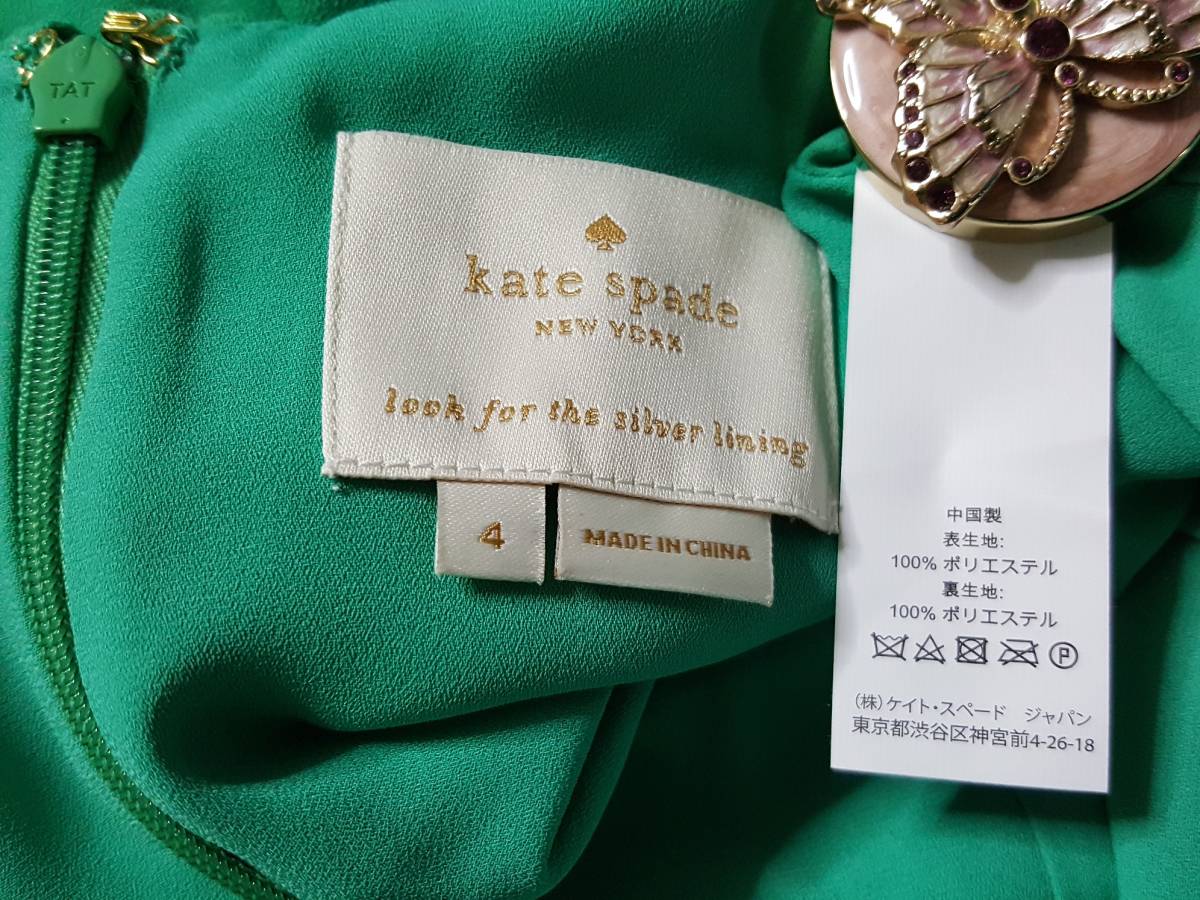 TAT
kate spade
NEW YORK
look for the silver lining
4
MADE IN CHINA
中国製
表生地:
100% ポリエステル
裏生地:
100% ポリエステル
P
(株)ケイト・スペード ジャパン
東京都渋谷区神宮前4-26-18